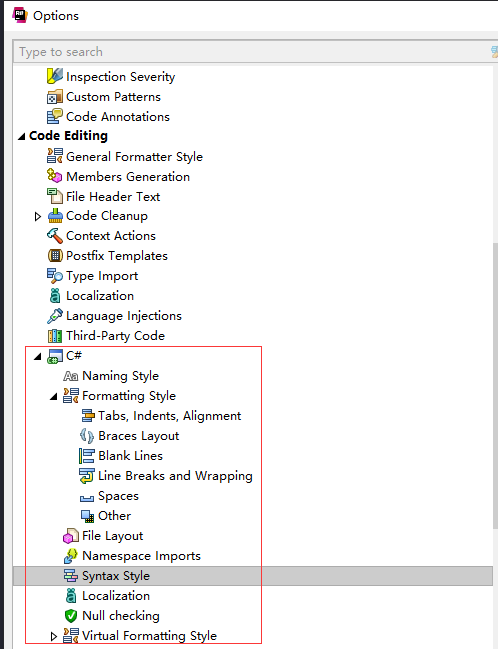 Options
Type to search
Inspection Severity
Custom Patterns
Code Annotations
Code Editing
General Formatter Style
Members Generation
File Header Text
Code Cleanup
Context Actions
Postfix Templates
Type Import
Localization
Language Injections
Third-Party Code
C#
Aa Naming Style
Formatting Style
Tabs, Indents, Alignment
Braces Layout
Blank Lines
Line Breaks and Wrapping
Spaces
Other
File Layout
Namespace Imports
Syntax Style
Localization
Null checking
Virtual Formatting Style